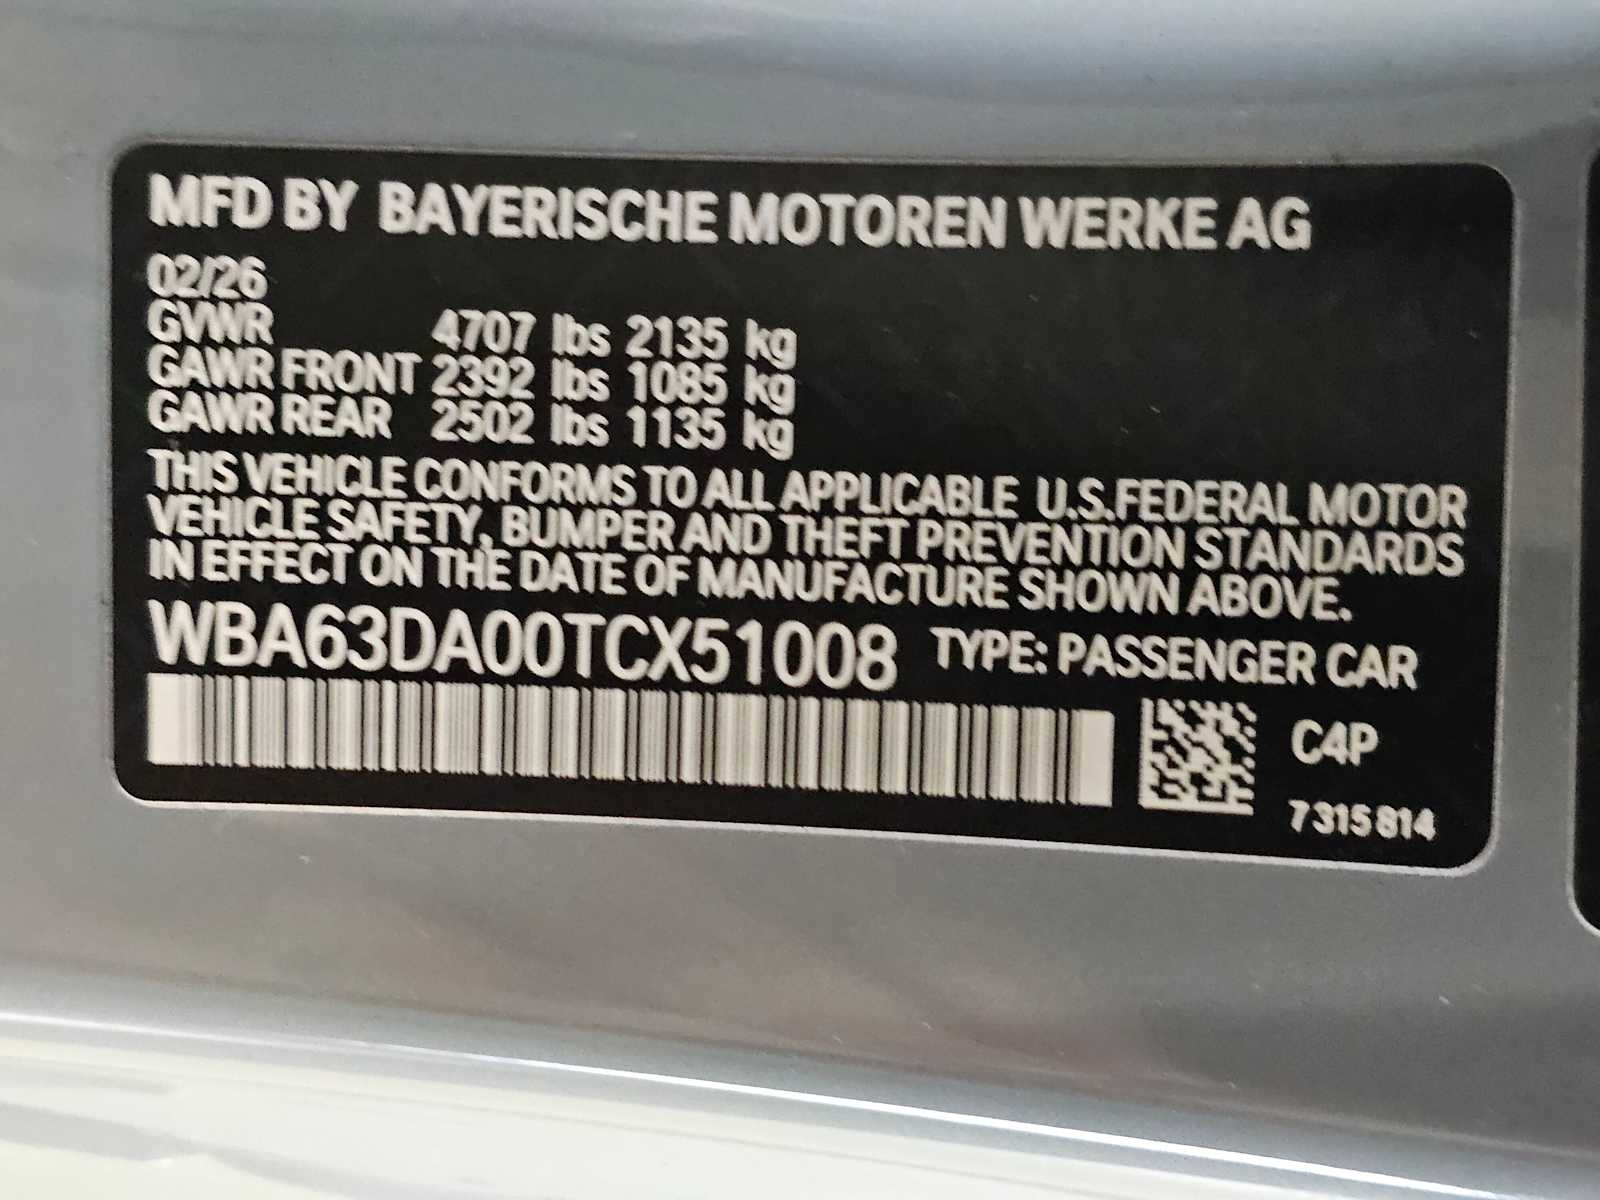 MFD BY BAYERISCHE MOTOREN WERKE AG
02/26
GVWR 4707 lbs 2135 kg
GAWR FRONT 2392 lbs 1085 kg
GAWR REAR 2502 lbs 1135 kg
THIS VEHICLE CONFORMS TO ALL APPLICABLE U.S.FEDERAL MOTOR
VEHICLE SAFETY, BUMPER AND THEFT PREVENTION STANDARDS
IN EFFECT ON THE DATE OF MANUFACTURE SHOWN ABOVE.
WBA63DA00TCX51008 TYPE: PASSENGER CAR
C4P
7315814